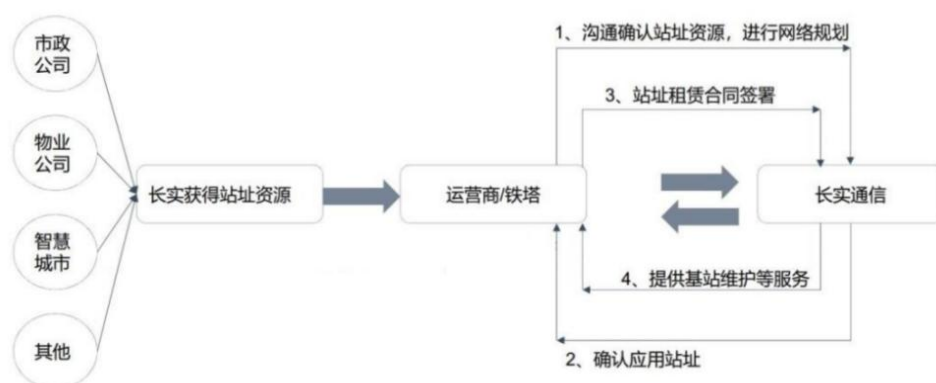 市政
公司
物业
公司
智慧
城市
其他
长实获得站址资源
运营商/铁塔
长实通信
1、沟通确认站址资源，进行网络规划
3、站址租赁合同签署
4、提供基站维护等服务
2、确认应用站址